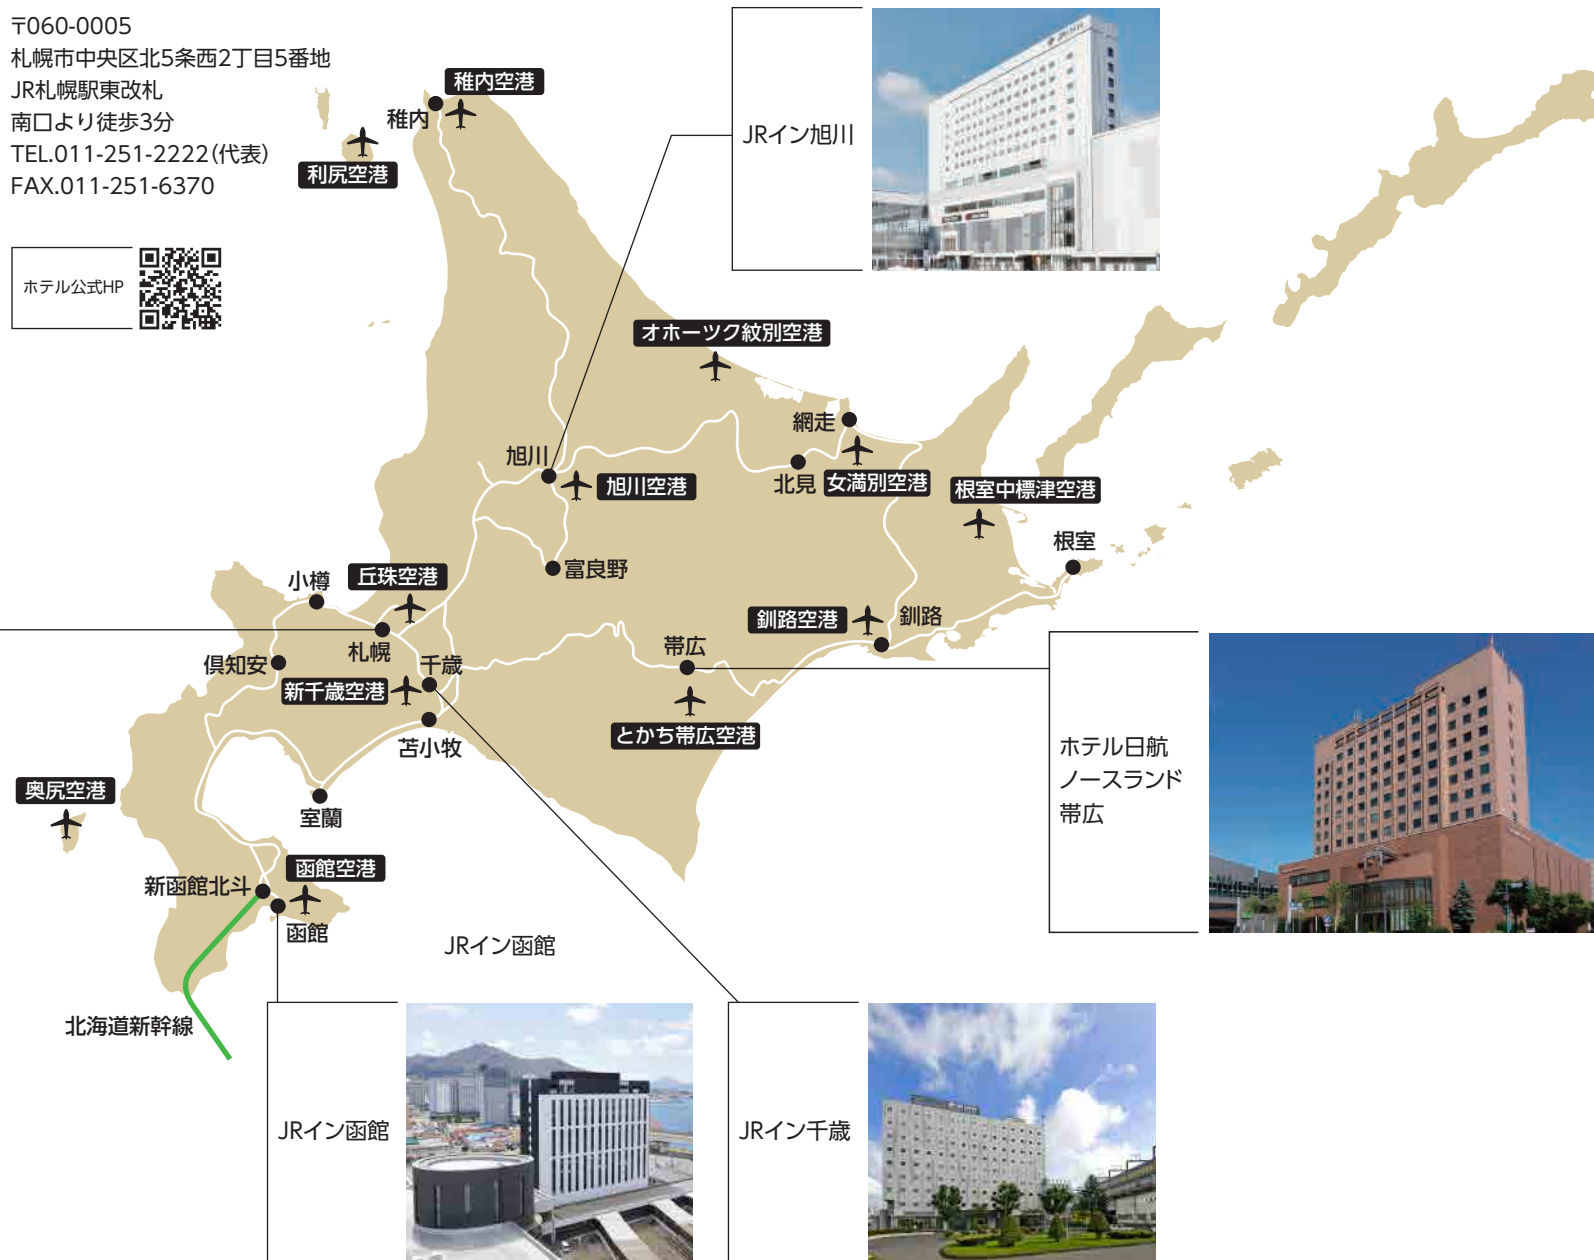 〒060-0005
札幌市中央区北5条西2丁目5番地
JR札幌駅東改札
南口より徒歩3分
TEL.011-251-2222(代表)
FAX.011-251-6370
ホテル公式HP
稚内空港
稚内
利尻空港
JRイン旭川
オホーツク紋別空港
網走
旭川
旭川空港
北見
女満別空港
根室中標津空港
根室
富良野
小樽
丘珠空港
釧路空港
釧路
札幌
帯広
倶知安
千歳
新千歳空港
とかち帯広空港
苫小牧
ホテル日航
ノースランド
帯広
奥尻空港
室蘭
函館空港
新函館北斗
函館
JRイン函館
北海道新幹線
JRイン函館
JRイン千歳